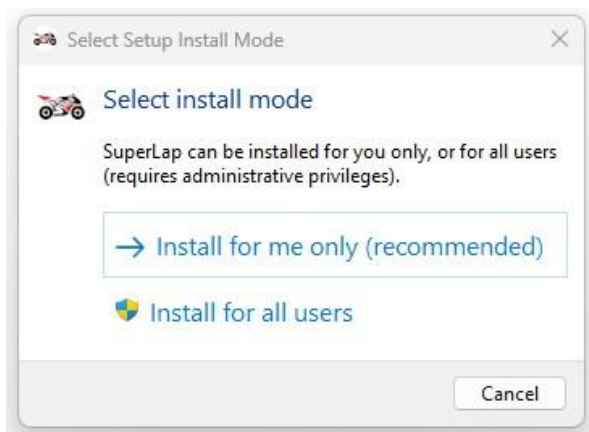 Select Setup Install Mode
Select install mode
SuperLap can be installed for you only, or for all users
(requires administrative privileges).
Install for me only (recommended)
Install for all users
Cancel